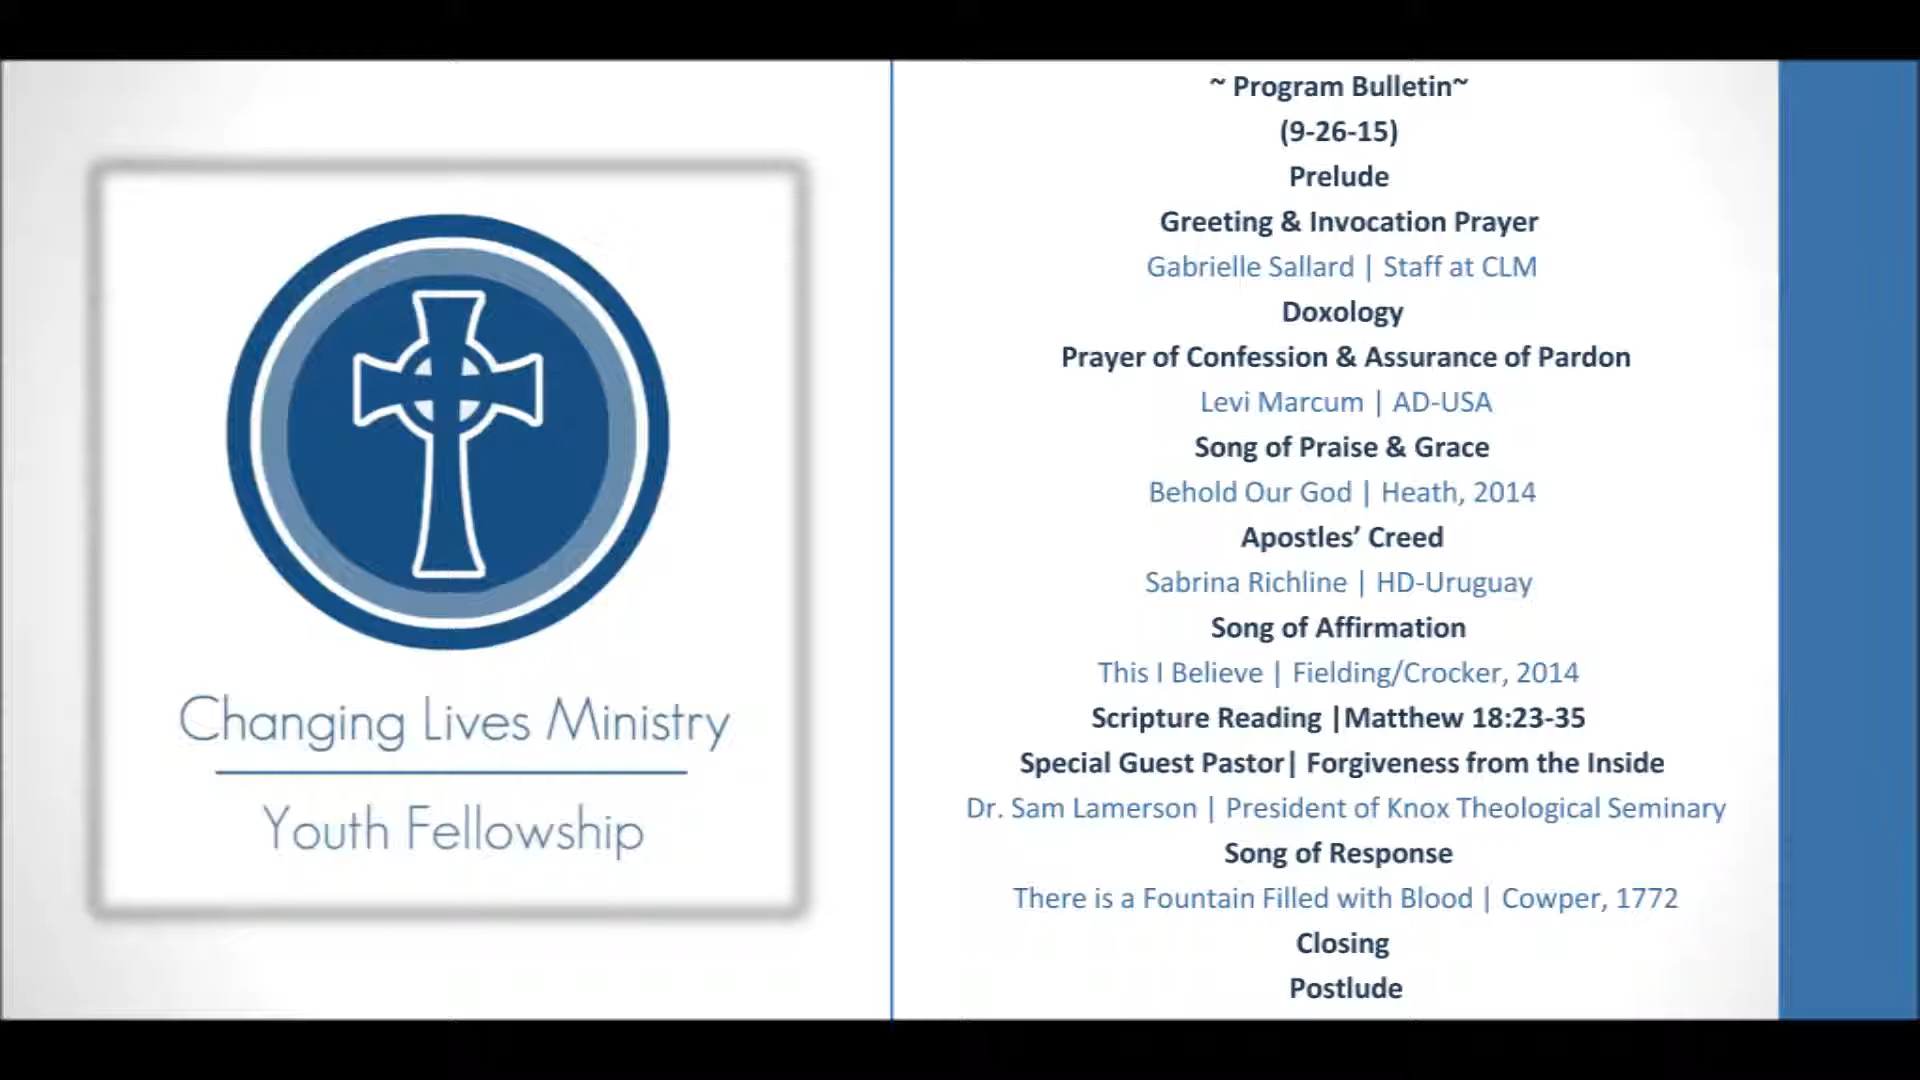 Changing Lives Ministry
Youth Fellowship
~ Program Bulletin~
(9-26-15)
Prelude
Greeting & Invocation Prayer
Gabrielle Sallard | Staff at CLM
Doxology
Prayer of Confession & Assurance of Pardon
Levi Marcum | AD-USA
Song of Praise & Grace
Behold Our God | Heath, 2014
Apostles’ Creed
Sabrina Richline | HD-Uruguay
Song of Affirmation
This I Believe | Fielding/Crocker, 2014
Scripture Reading |Matthew 18:23-35
Special Guest Pastor| Forgiveness from the Inside
Dr. Sam Lamerson | President of Knox Theological Seminary
Song of Response
There is a Fountain Filled with Blood | Cowper, 1772
Closing
Postlude